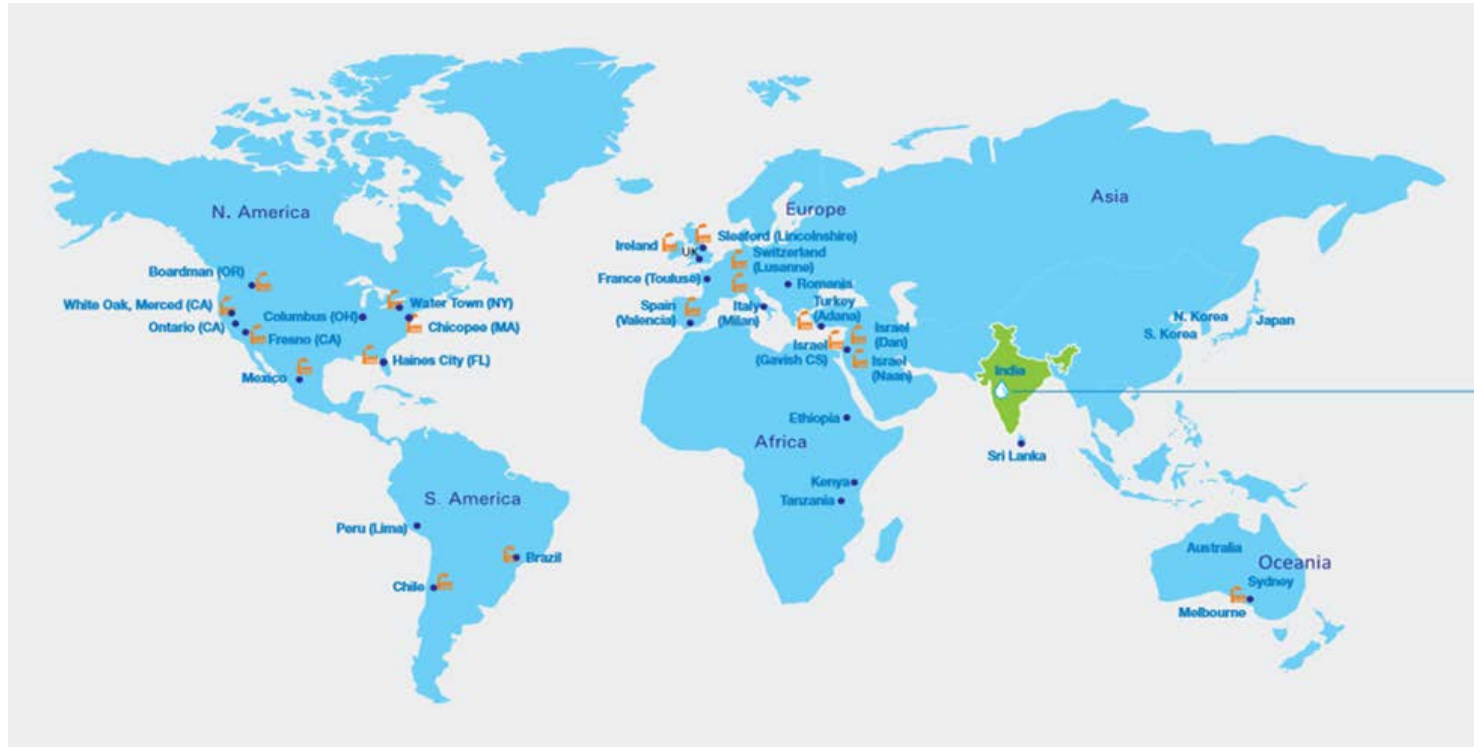 N. America
Europe
Asia
Boardman (OR)
White Oak, Merced (CA)
Ontario (CA)
Fresno (CA)
Columbus (OH)
Water Town (NY)
Chicopee (MA)
Haines City (FL)
Mexico
Ireland
UK
Sleaford (Lincolnshire)
Switzerland
(Lusanne)
France (Touluse)
Romania
Spain
(Valencia)
Italy
(Milan)
Turkey
(Adana)
Israel
(Gavish CS)
Israel
(Dan)
Israel
(Naan)
N. Korea
S. Korea
Japan
India
Sri Lanka
Ethiopia
Africa
Kenya
Tanzania
S. America
Peru (Lima)
Brazil
Chile
Australia
Oceania
Sydney
Melbourne